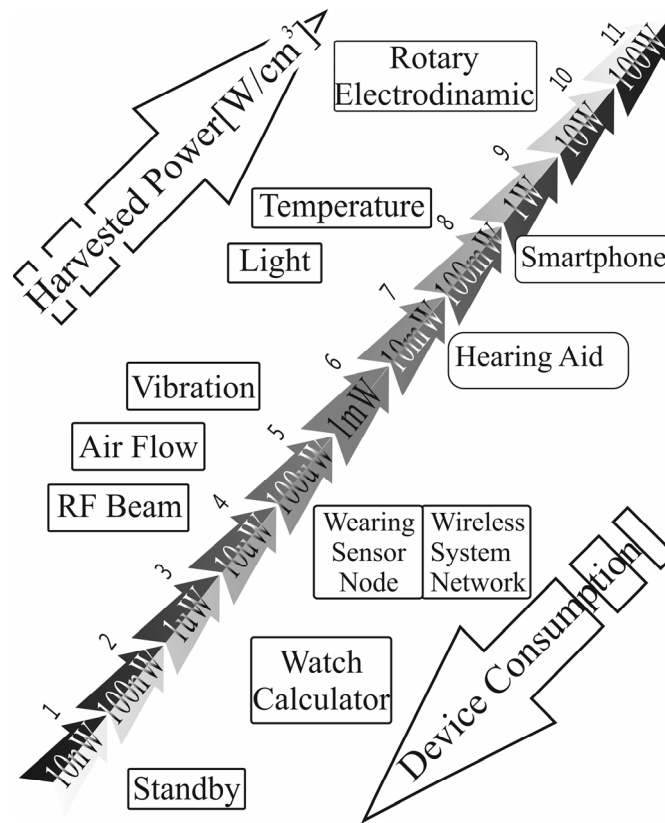 Harvested Power[W/cm³]
Rotary
Electrodinamic
11
100W
10
10W
9
1W
Temperature
8
100mW
Smartphone
Light
7
10mW
Hearing Aid
6
1mW
Vibration
5
100uW
Air Flow
RF Beam
4
10uW
Wearing
Sensor
Node
Wireless
System
Network
3
1uW
2
100nW
Watch
Calculator
Device Consumption
1
10nW
Standby